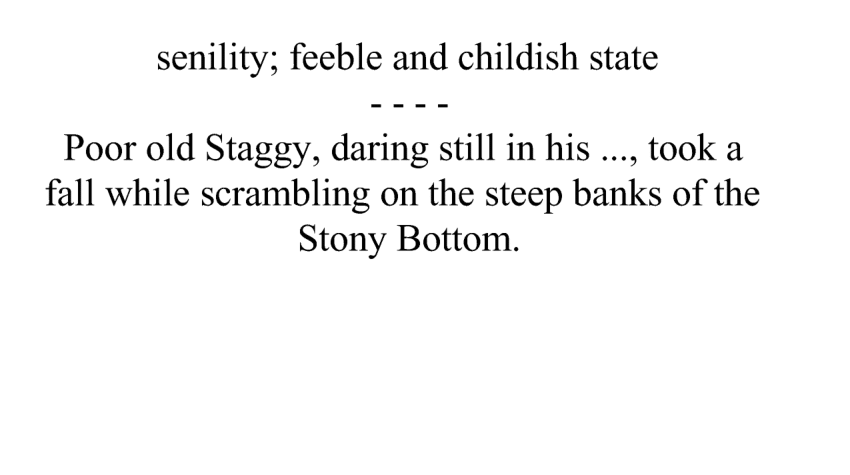 senility; feeble and childish state
- - - -
Poor old Staggy, daring still in his ..., took a
fall while scrambling on the steep banks of the
Stony Bottom.